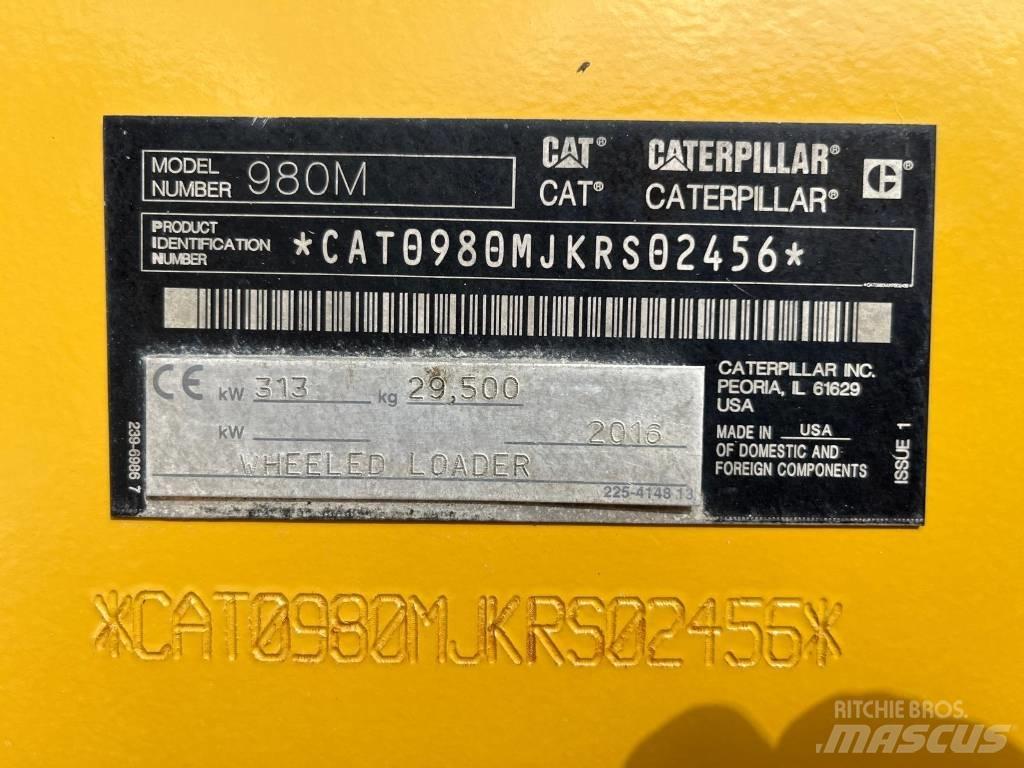 MODEL NUMBER 980M
CAT® CATERPILLAR®
CAT® CATERPILLAR®
C E ®
PRODUCT
IDENTIFICATION
NUMBER
*CAT0980MJKRS02456*
CE kW 313 kg 29,500
kW 2016
WHEELED LOADER
225-4148 13
239-6986 7
CATERPILLAR INC.
PEORIA, IL 61629
USA
MADE IN USA
OF DOMESTIC AND
FOREIGN COMPONENTS
ISSUE 1
*CAT0980MJKRS02456*
RITCHIE BROS.
MASCUS